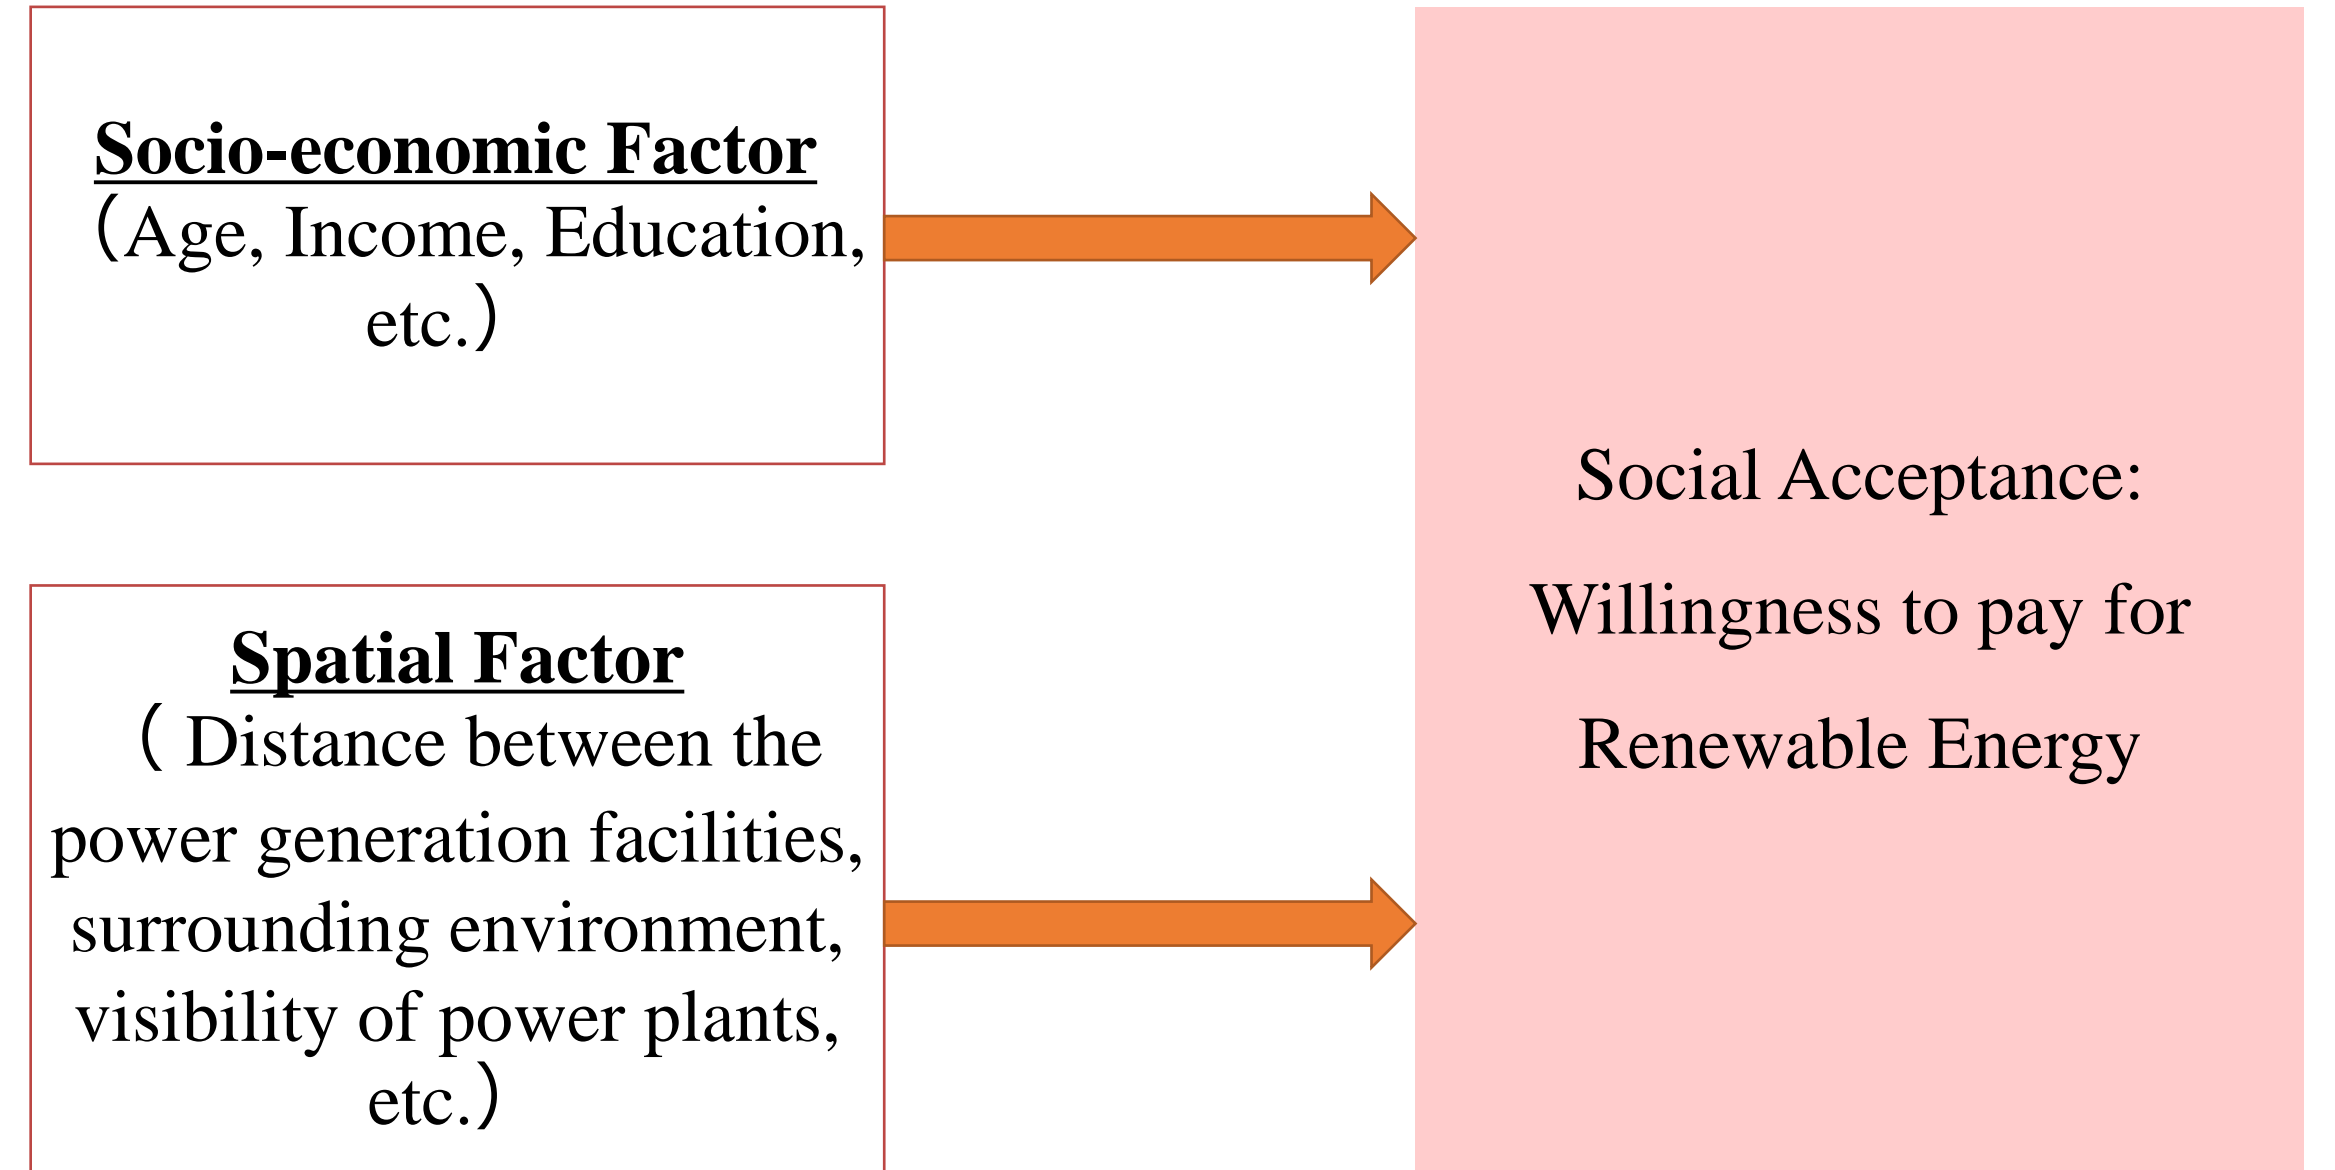 Socio-economic Factor
（Age, Income, Education,
etc.）
Spatial Factor
（ Distance between the
power generation facilities,
surrounding environment,
visibility of power plants,
etc.）
Social Acceptance:
Willingness to pay for
Renewable Energy